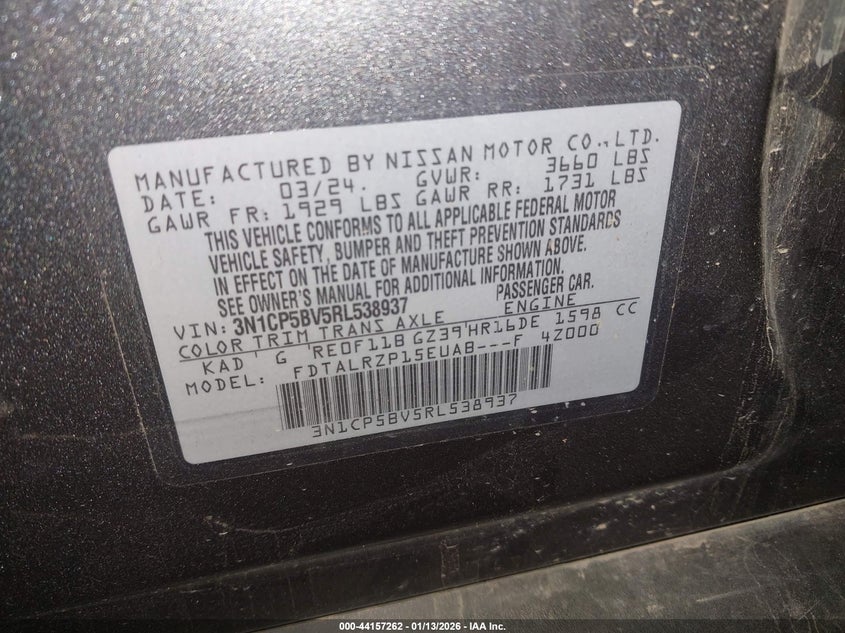 MANUFACTURED BY NISSAN MOTOR CO.,LTD.
DATE: 03/24. GVWR: 3660 LBS
GAWR FR: 1929 LBS GAWR RR: 1731 LBS
THIS VEHICLE CONFORMS TO ALL APPLICABLE FEDERAL MOTOR
VEHICLE SAFETY, BUMPER AND THEFT PREVENTION STANDARDS
IN EFFECT ON THE DATE OF MANUFACTURE SHOWN ABOVE.
SEE OWNER'S MANUAL FOR ADDITIONAL INFORMATION.
VIN: 3N1CP5BV5RL538937 PASSENGER CAR.
COLOR TRIM TRANS AXLE ENGINE
KAD G RE0F11B GZ39 HR16DE 1598 CC
MODEL: FDTALRZP15EUAB---F 4Z000
3N1CP5BV5RL538937
000-44157262 - 01/13/2026 - IAA Inc.